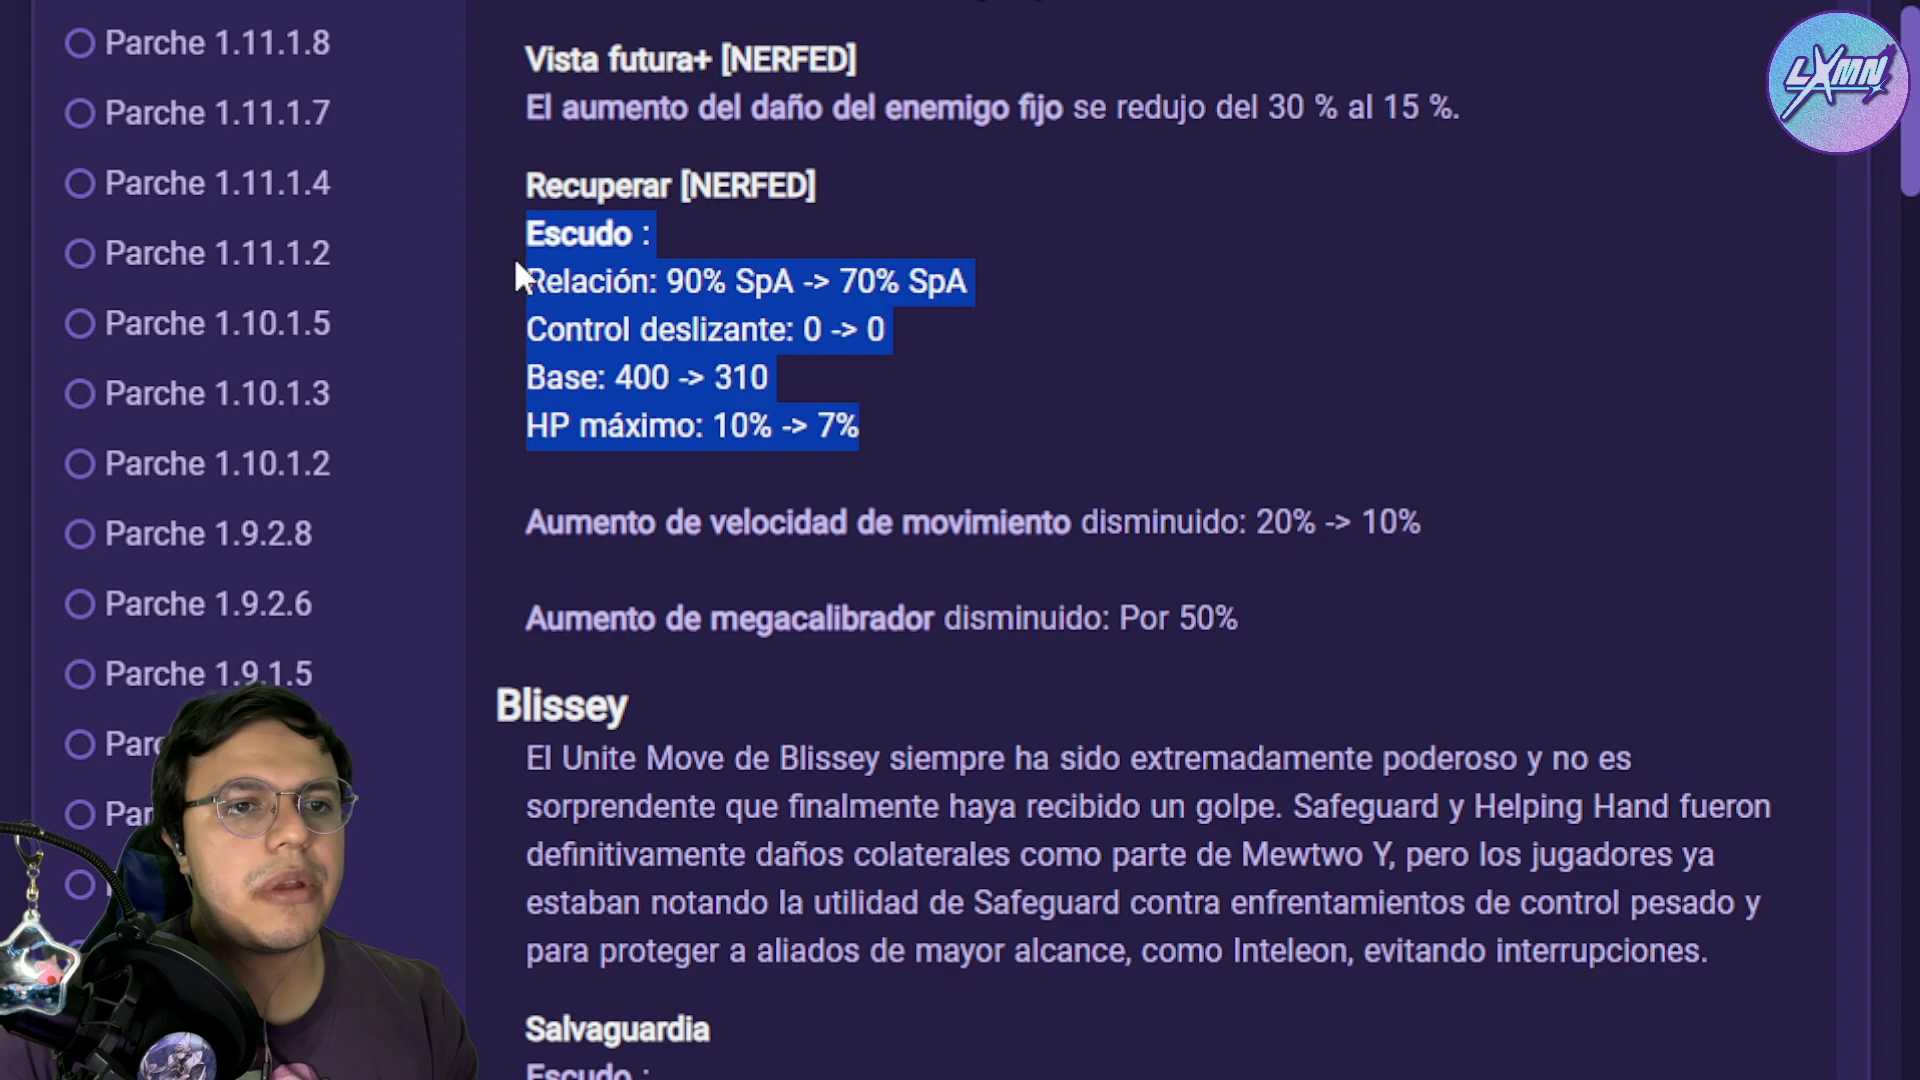 Parche 1.11.1.8
Parche 1.11.1.7
Parche 1.11.1.4
Parche 1.11.1.2
Parche 1.10.1.5
Parche 1.10.1.3
Parche 1.10.1.2
Parche 1.9.2.8
Parche 1.9.2.6
Parche 1.9.1.5
Vista futura+ [NERFED]
El aumento del daño del enemigo fijo se redujo del 30 % al 15 %.
Recuperar [NERFED]
Escudo :
Relación: 90% SpA -> 70% SpA
Control deslizante: 0 -> 0
Base: 400 -> 310
HP máximo: 10% -> 7%
Aumento de velocidad de movimiento disminuido: 20% -> 10%
Aumento de megacalibrador disminuido: Por 50%
Blissey
El Unite Move de Blissey siempre ha sido extremadamente poderoso y no es
sorprendente que finalmente haya recibido un golpe. Safeguard y Helping Hand fueron
definitivamente daños colaterales como parte de Mewtwo Y, pero los jugadores ya
estaban notando la utilidad de Safeguard contra enfrentamientos de control pesado y
para proteger a aliados de mayor alcance, como Inteleon, evitando interrupciones.
Salvaguardia
Escudo :
LXMN